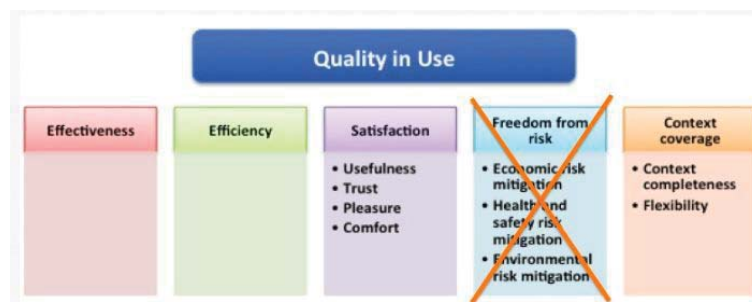 Quality in Use
Effectiveness
Efficiency
Satisfaction
• Usefulness
• Trust
• Pleasure
• Comfort
Freedom from
risk
• Economic risk
mitigation
• Health and
safety risk
mitigation
• Environmental
risk mitigation
Context
coverage
• Context
completeness
• Flexibility